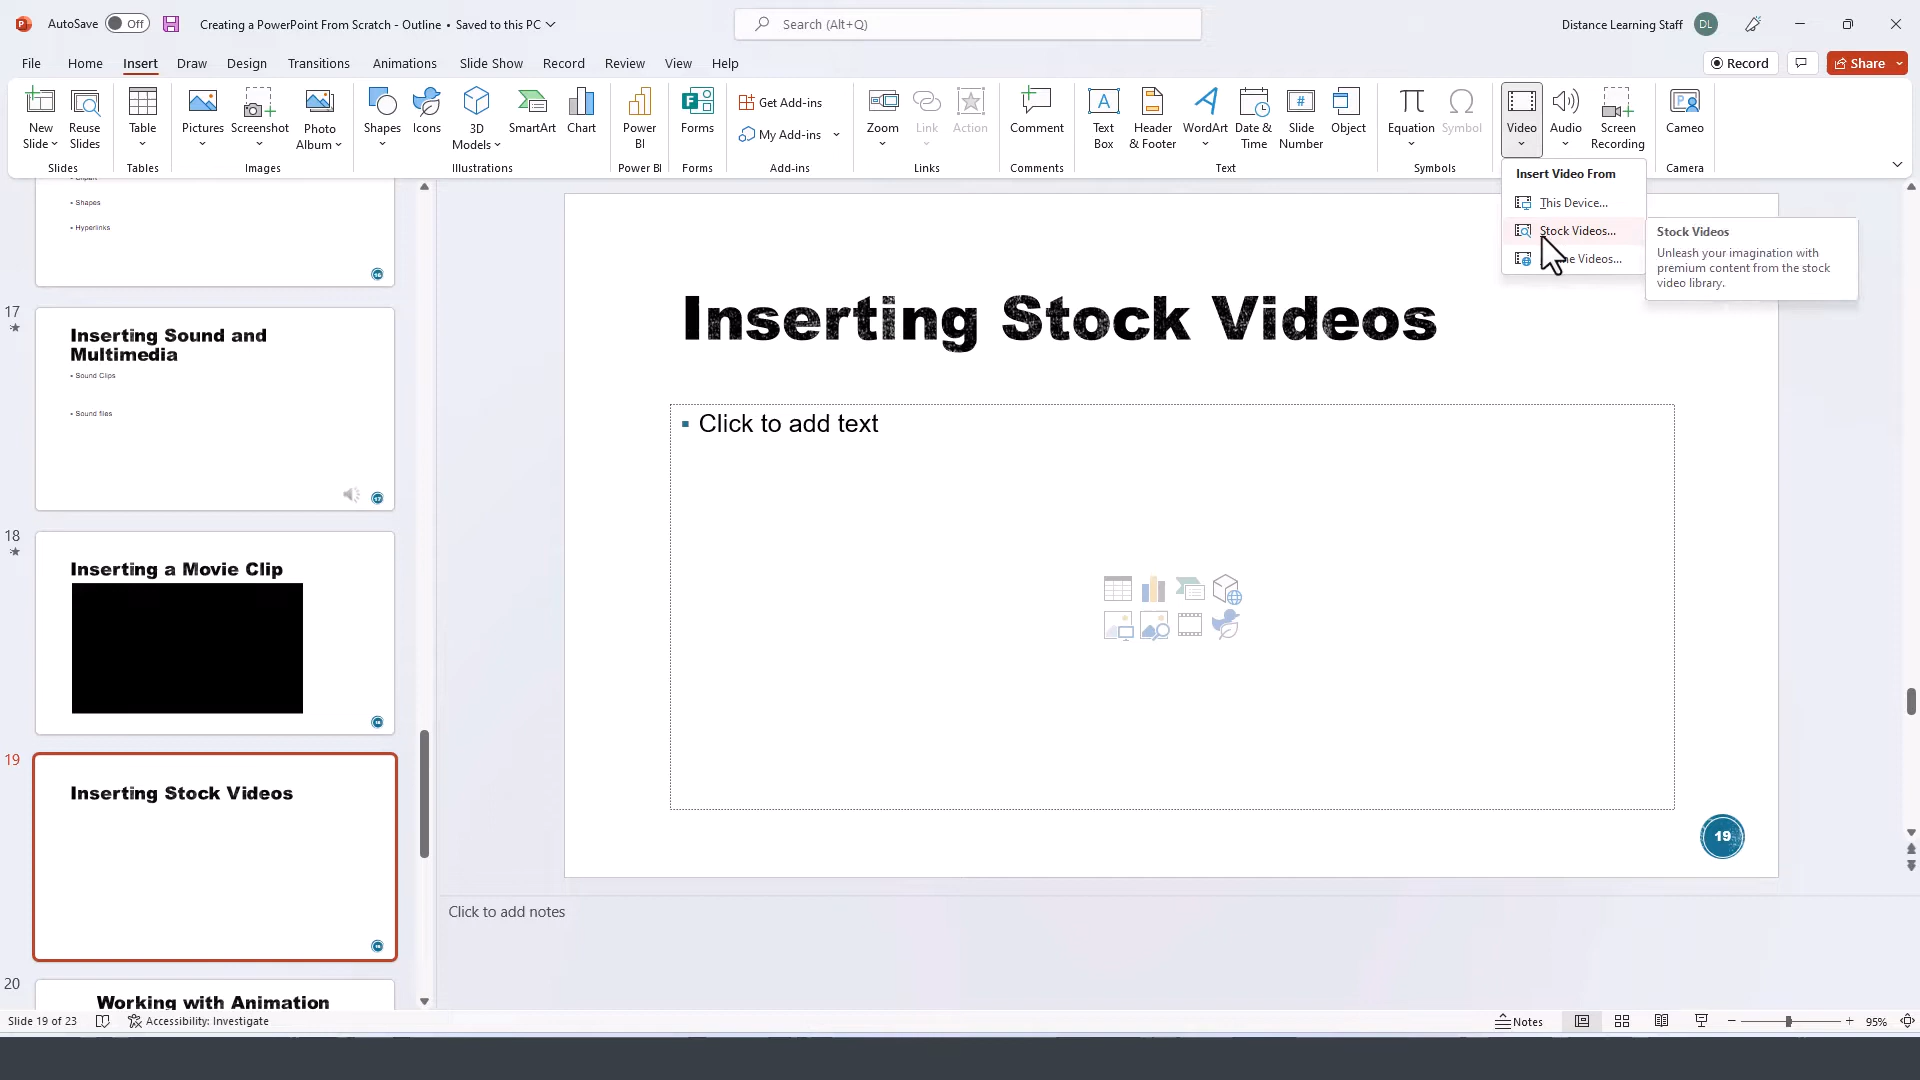 AutoSave
Off
Creating a PowerPoint From Scratch - Outline • Saved to this PC
Search (Alt+Q)
Distance Learning Staff
DL
File
Home
Insert
Draw
Design
Transitions
Animations
Slide Show
Record
Review
View
Help
Record
Share
New Slide
Reuse Slides
Table
Pictures
Screenshot
Photo Album
Shapes
Icons
3D Models
SmartArt
Chart
Power BI
Forms
Get Add-ins
My Add-ins
Zoom
Link
Action
Comment
Text Box
Header & Footer
WordArt
Date & Time
Slide Number
Object
Equation
Symbol
Video
Audio
Screen Recording
Cameo
Slides
Tables
Images
Illustrations
Power BI
Forms
Add-ins
Links
Comments
Text
Symbols
Camera
Insert Video From
This Device...
Stock Videos...
Videos...
Stock Videos
Unleash your imagination with
premium content from the stock
video library.
• Shapes
• Hyperlinks
17
Inserting Sound and
Multimedia
• Sound Clips
• Sound files
17
18
Inserting a Movie Clip
19
Inserting Stock Videos
20
Working with Animation
Inserting Stock Videos
▪ Click to add text
19
Click to add notes
Slide 19 of 23
Accessibility: Investigate
Notes
95%